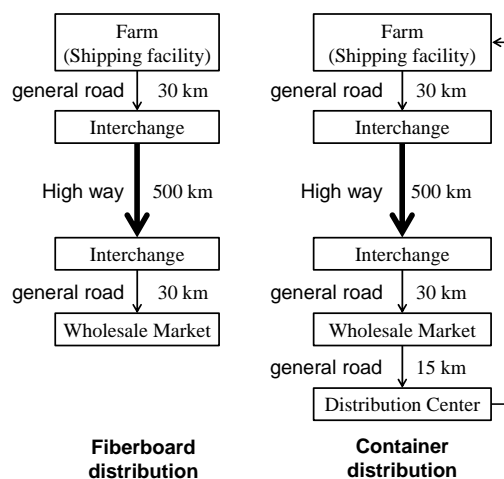 Farm
(Shipping facility)
general road 30 km
Interchange
High way 500 km
Interchange
general road 30 km
Wholesale Market
Fiberboard
distribution
Farm
(Shipping facility)
general road 30 km
Interchange
High way 500 km
Interchange
general road 30 km
Wholesale Market
general road 15 km
Distribution Center
Container
distribution